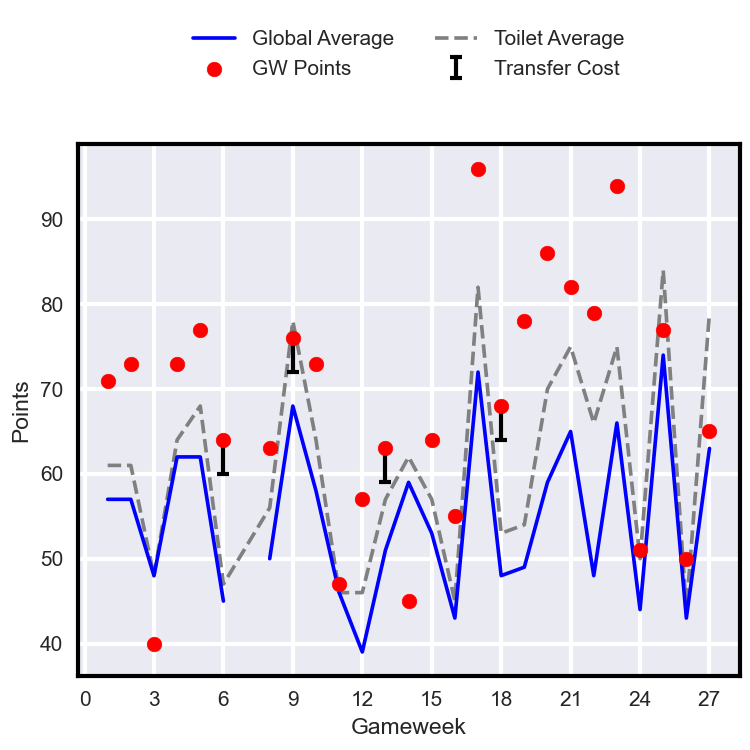 Global Average
Toilet Average
GW Points
Transfer Cost
90
80
70
60
50
40
Points
0 3 6 9 12 15 18 21 24 27
Gameweek